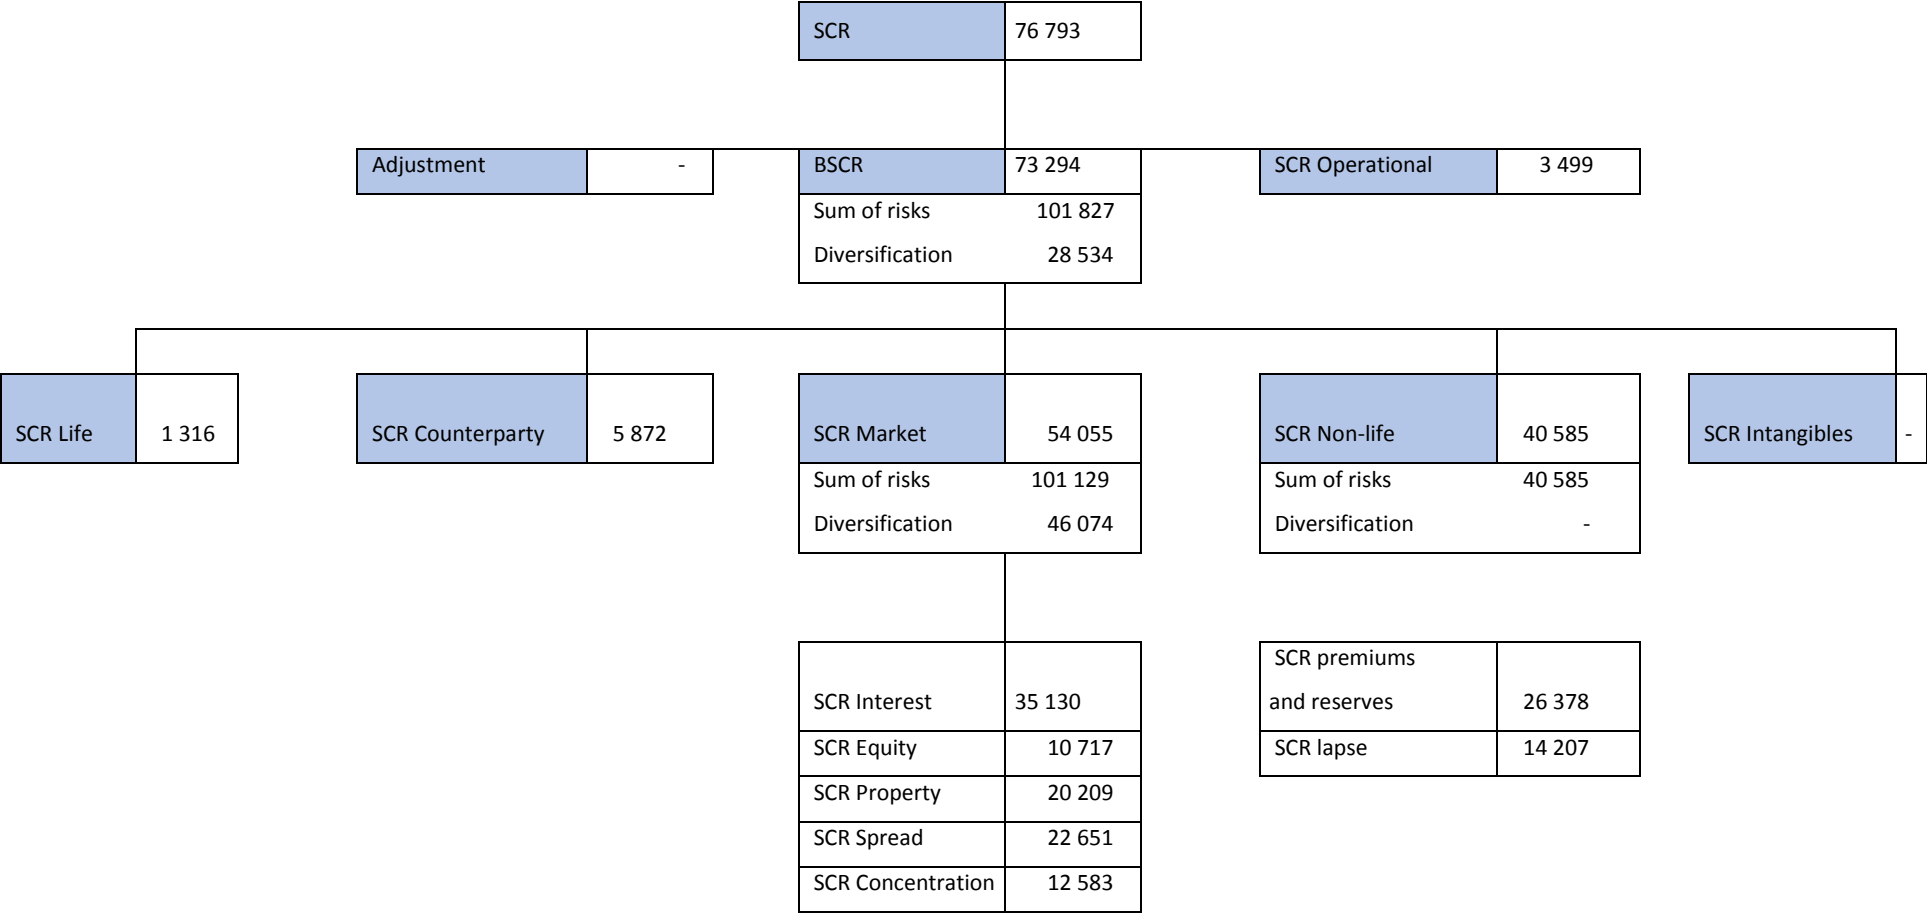 SCR 76 793
Adjustment - BSCR 73 294 SCR Operational 3 499
Sum of risks 101 827
Diversification 28 534
SCR Life 1 316 SCR Counterparty 5 872 SCR Market 54 055 SCR Non-life 40 585 SCR Intangibles -
Sum of risks 101 129 Sum of risks 40 585
Diversification 46 074 Diversification -
SCR premiums
SCR Interest 35 130 and reserves 26 378
SCR Equity 10 717 SCR lapse 14 207
SCR Property 20 209
SCR Spread 22 651
SCR Concentration 12 583